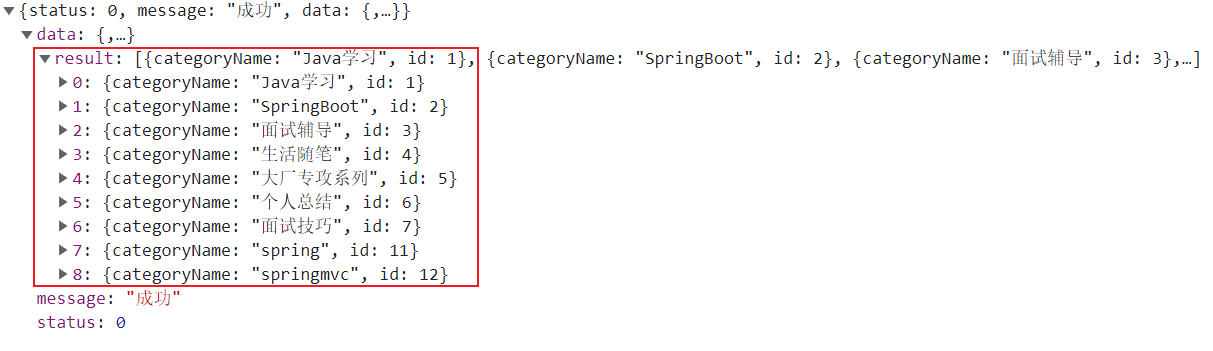 {status: 0, message: "成功", data: {,…}}
data: {,…}
result: [{categoryName: "Java学习", id: 1}, {categoryName: "SpringBoot", id: 2}, {categoryName: "面试辅导", id: 3},…]
0: {categoryName: "Java学习", id: 1}
1: {categoryName: "SpringBoot", id: 2}
2: {categoryName: "面试辅导", id: 3}
3: {categoryName: "生活随笔", id: 4}
4: {categoryName: "大厂专攻系列", id: 5}
5: {categoryName: "个人总结", id: 6}
6: {categoryName: "面试技巧", id: 7}
7: {categoryName: "spring", id: 11}
8: {categoryName: "springmvc", id: 12}
message: "成功"
status: 0